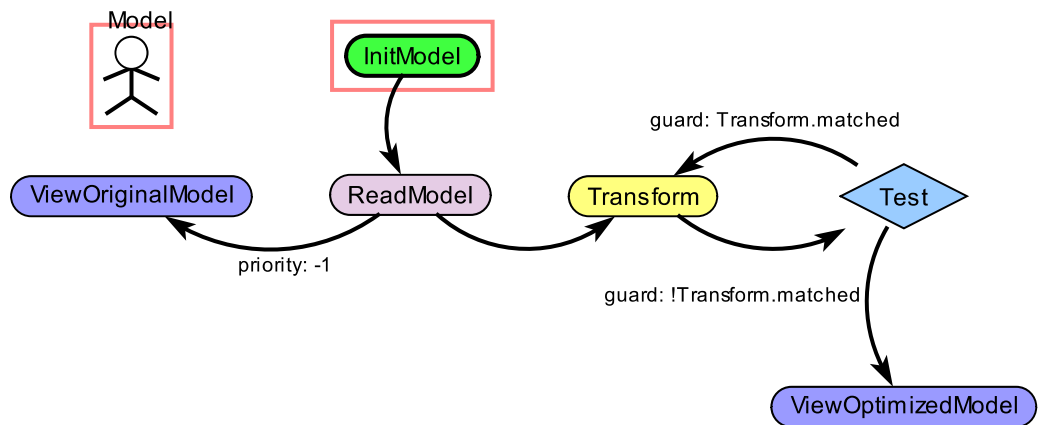 Model
InitModel
guard: Transform.matched
ViewOriginalModel
ReadModel
Transform
Test
priority: -1
guard: !Transform.matched
ViewOptimizedModel